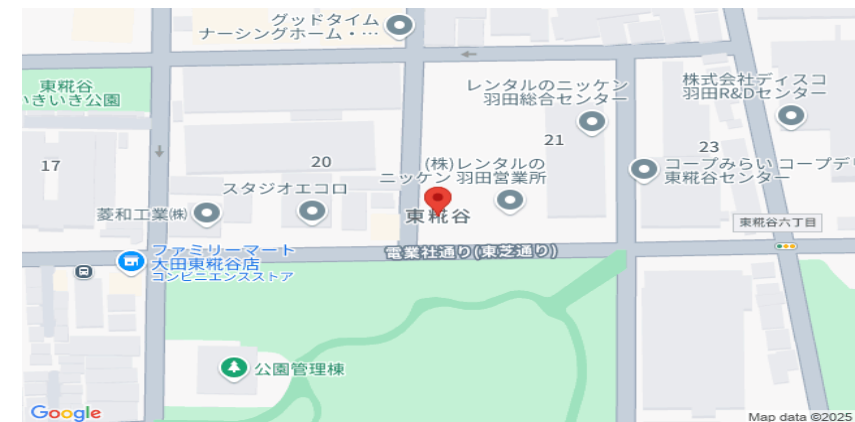 グッドタイム
ナーシングホーム・…
東糀谷
いきいき公園
レンタルのニッケン
羽田総合センター
株式会社ディスコ
羽田R&Dセンター
17
20
21
23
(株)レンタルの
ニッケン 羽田営業所
コープみらい コープデリ
東糀谷センター
スタジオエコロ
菱和工業㈱
東糀谷
東糀谷六丁目
ファミリーマート
大田東糀谷店
コンビニエンスストア
電業社通り(東芝通り)
公園管理棟
Google
Map data ©2025